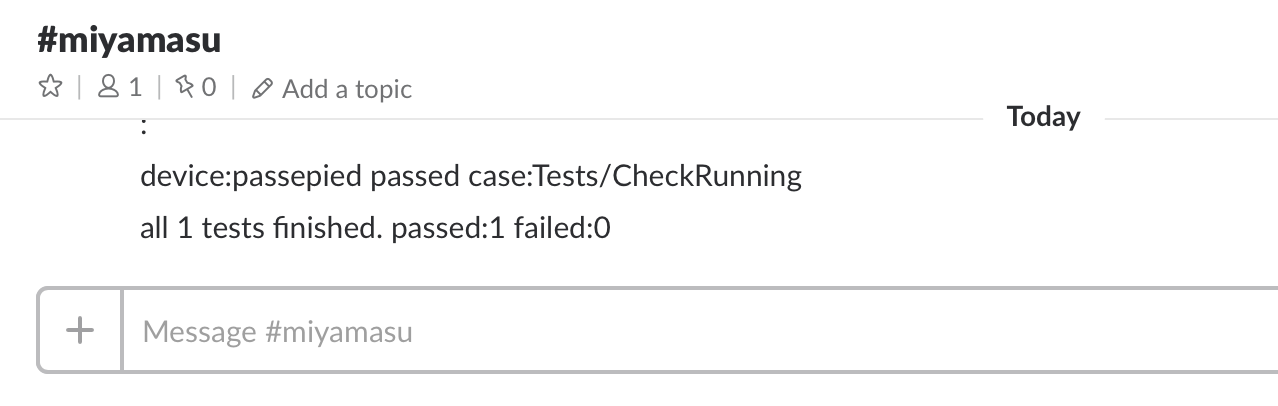 #miyamasu
1 0 Add a topic
Today
:
device:passepied passed case:Tests/CheckRunning
all 1 tests finished. passed:1 failed:0
Message #miyamasu